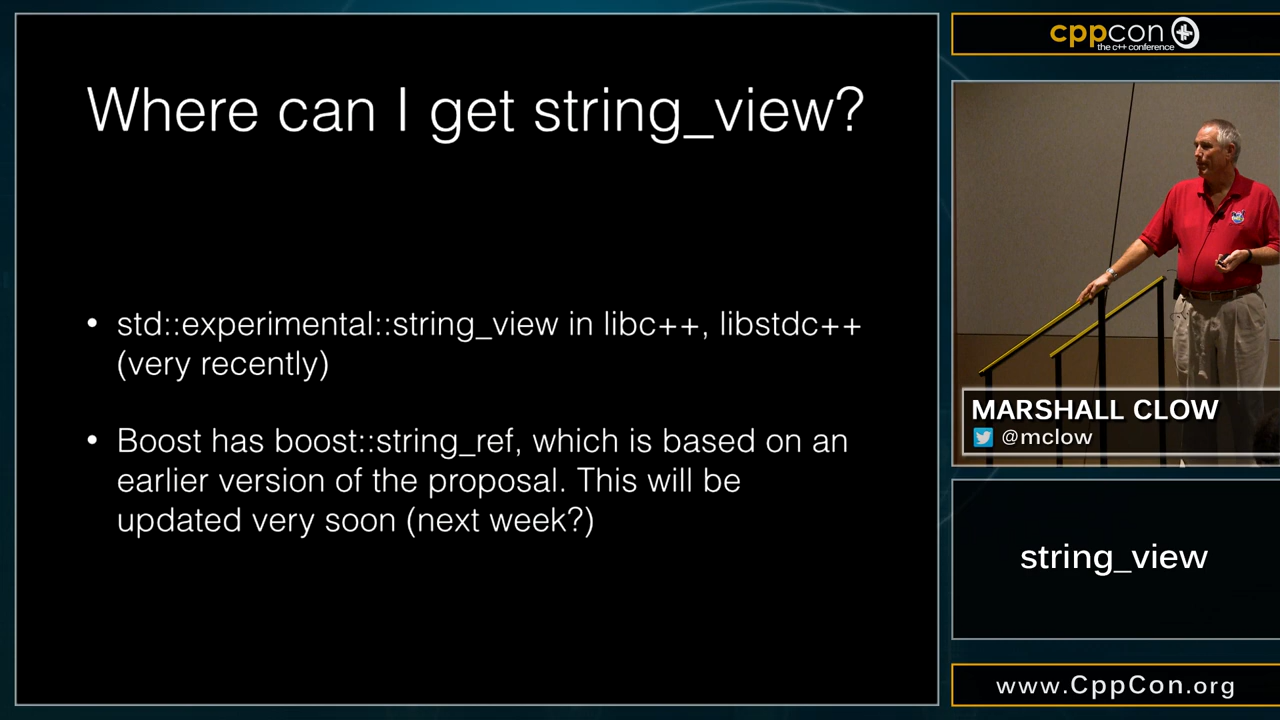 Where can I get string_view?
• std::experimental::string_view in libc++, libstdc++
(very recently)
• Boost has boost::string_ref, which is based on an
earlier version of the proposal. This will be
updated very soon (next week?)
cppcon
the c++ conference
MARSHALL CLOW
@mclow
string_view
www.CppCon.org